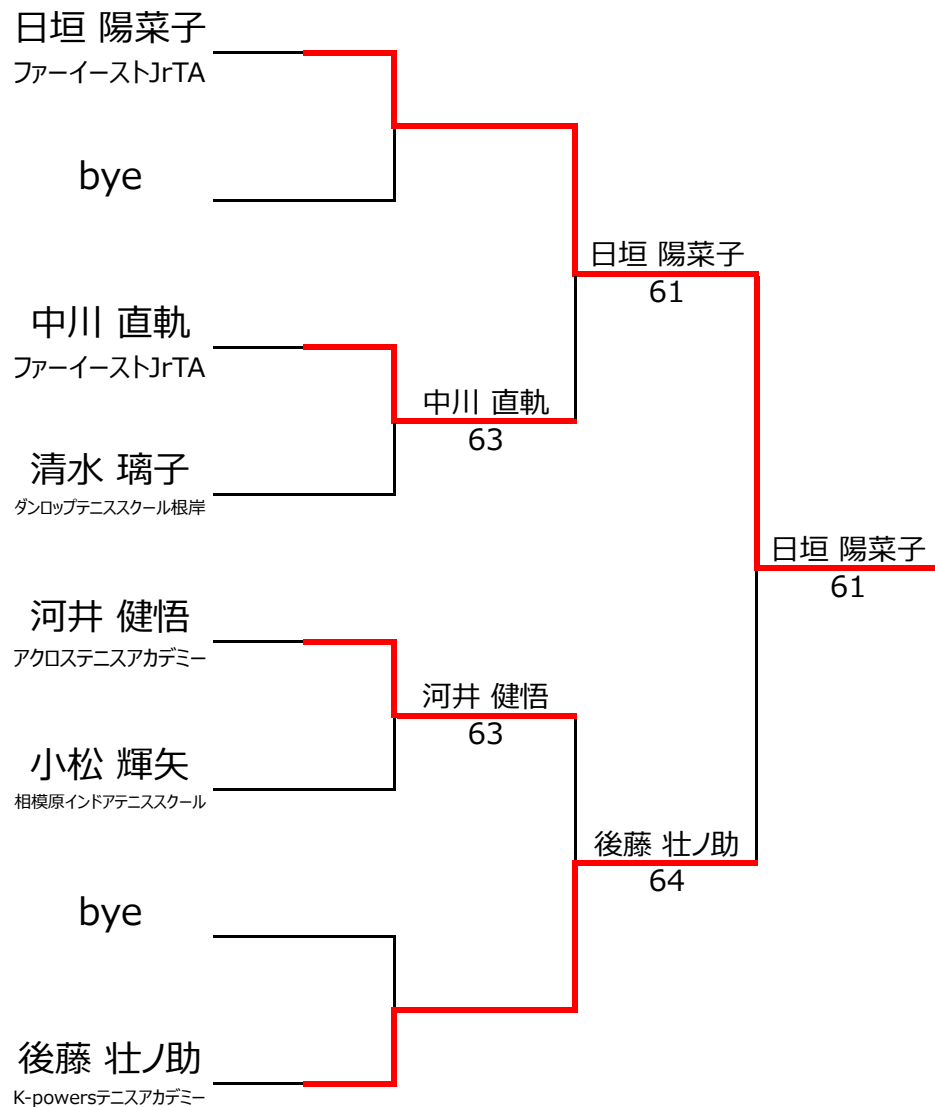 日垣 陽菜子
ファーイーストJrTA
bye
日垣 陽菜子
61
中川 直軌
ファーイーストJrTA
中川 直軌
63
清水 璃子
ダンロップテニススクール根岸
日垣 陽菜子
61
河井 健悟
アクロステニスアカデミー
河井 健悟
63
小松 輝矢
相模原インドアテニススクール
後藤 壮ノ助
64
bye
後藤 壮ノ助
K-powersテニスアカデミー